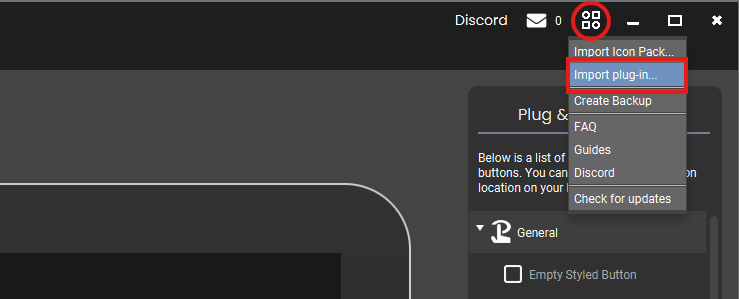 Discord
0
Import Icon Pack...
Import plug-in...
Create Backup
FAQ
Guides
Discord
Check for updates
Plug &
Below is a list of
buttons. You can on
location on your
General
Empty Styled Button